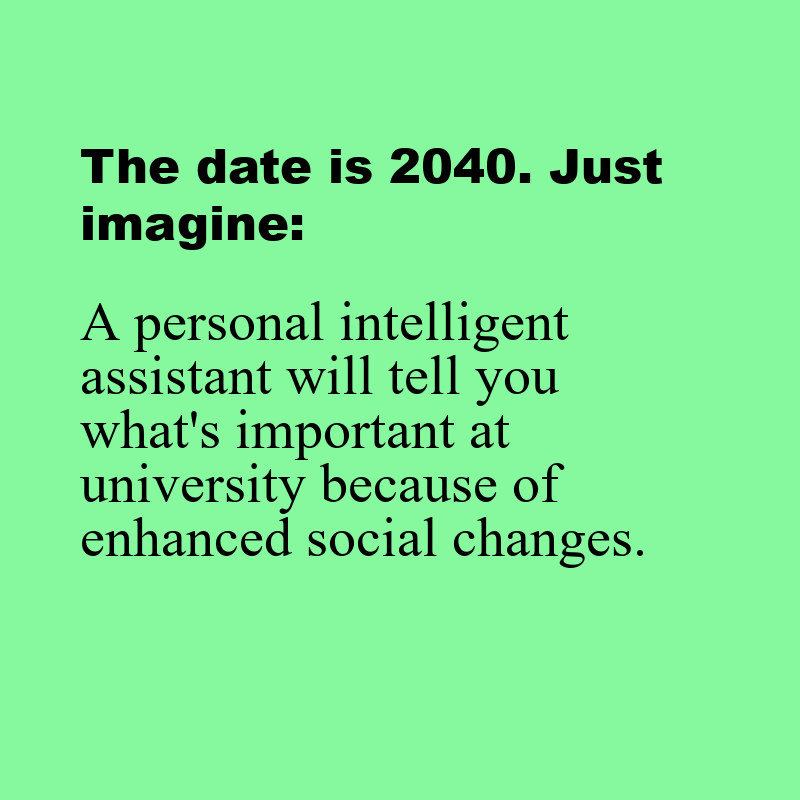 The date is 2040. Just
imagine:
A personal intelligent
assistant will tell you
what's important at
university because of
enhanced social changes.